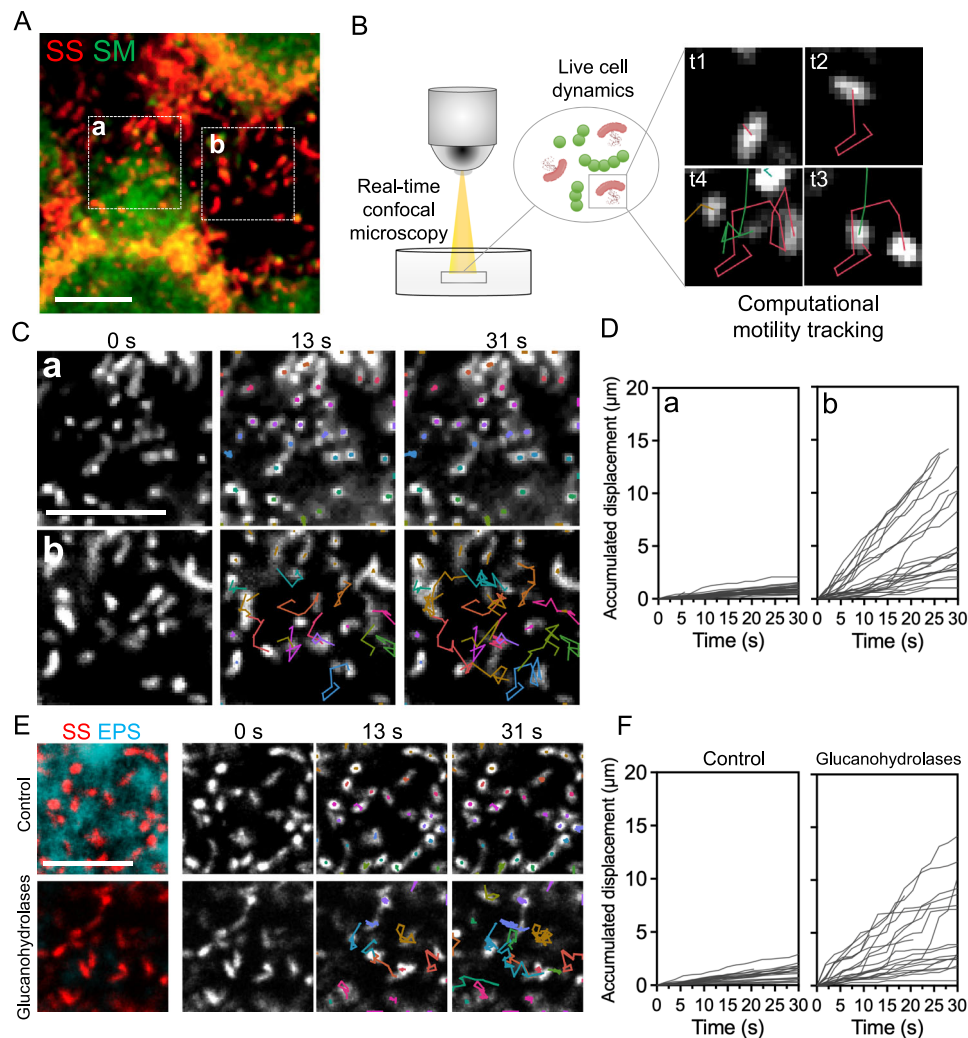 A
SS SM
a
b
B
Live cell
dynamics
Real-time
confocal
microscopy
t1
t2
t4
t3
Computational
motility tracking
C
0 s
13 s
31 s
a
b
D
Accumulated displacement (µm)
20
15
10
5
0
a
b
0 5 10 15 20 25 30
0 5 10 15 20 25 30
Time (s)
Time (s)
E
SS EPS
0 s
13 s
31 s
Control
Glucanohydrolases
F
Control
Glucanohydrolases
Accumulated displacement (µm)
20
15
10
5
0
0 5 10 15 20 25 30
0 5 10 15 20 25 30
Time (s)
Time (s)